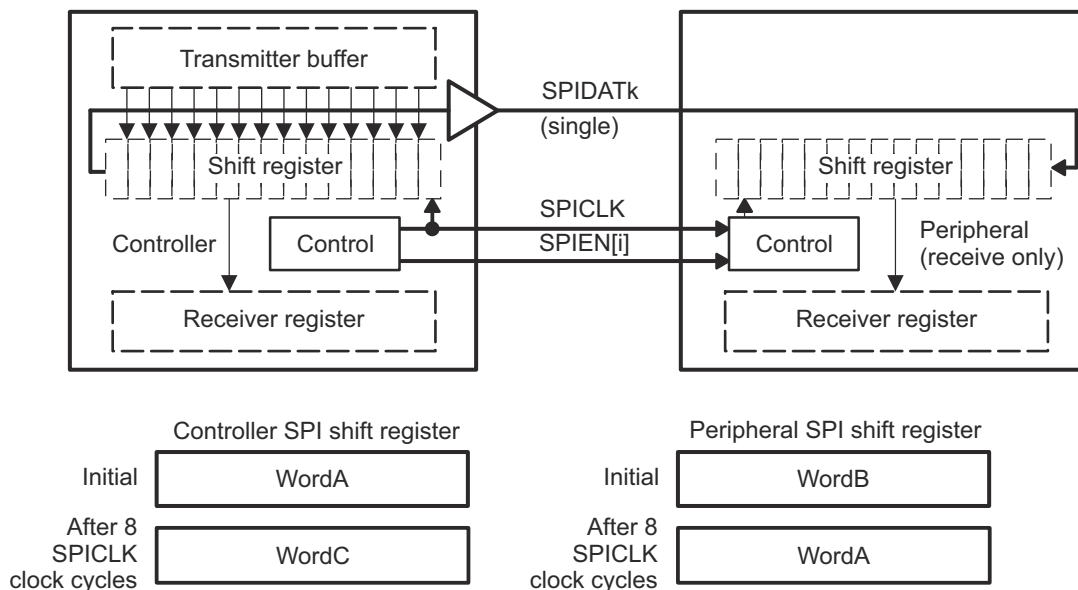 Transmitter buffer
SPIDATk
(single)
Shift register
Shift register
SPICLK
Controller
Control
SPIEN[i]
Control
Peripheral
(receive only)
Receiver register
Receiver register
Controller SPI shift register
Peripheral SPI shift register
Initial
WordA
Initial
WordB
After 8
SPICLK
clock cycles
WordC
After 8
SPICLK
clock cycles
WordA